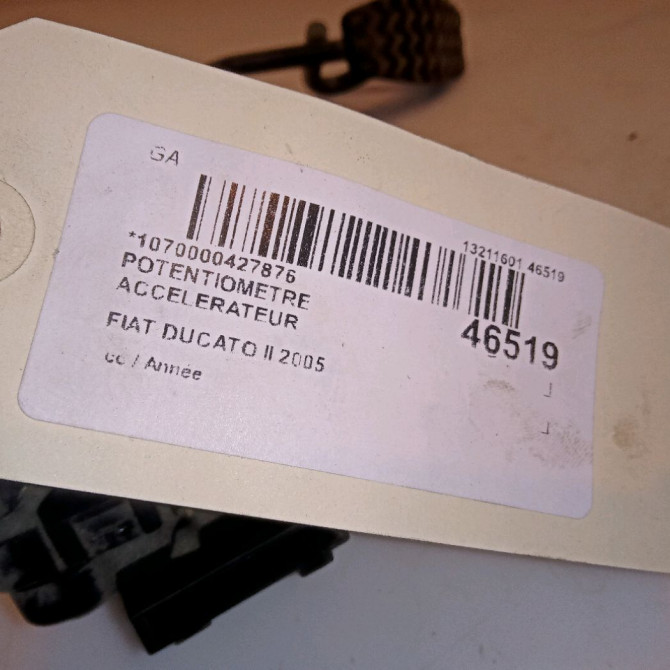 GA
13211601 46519
*1070000427876
POTENTIOMETRE
ACCELERATEUR
46519
FIAT DUCATO II 2005
cc / Année